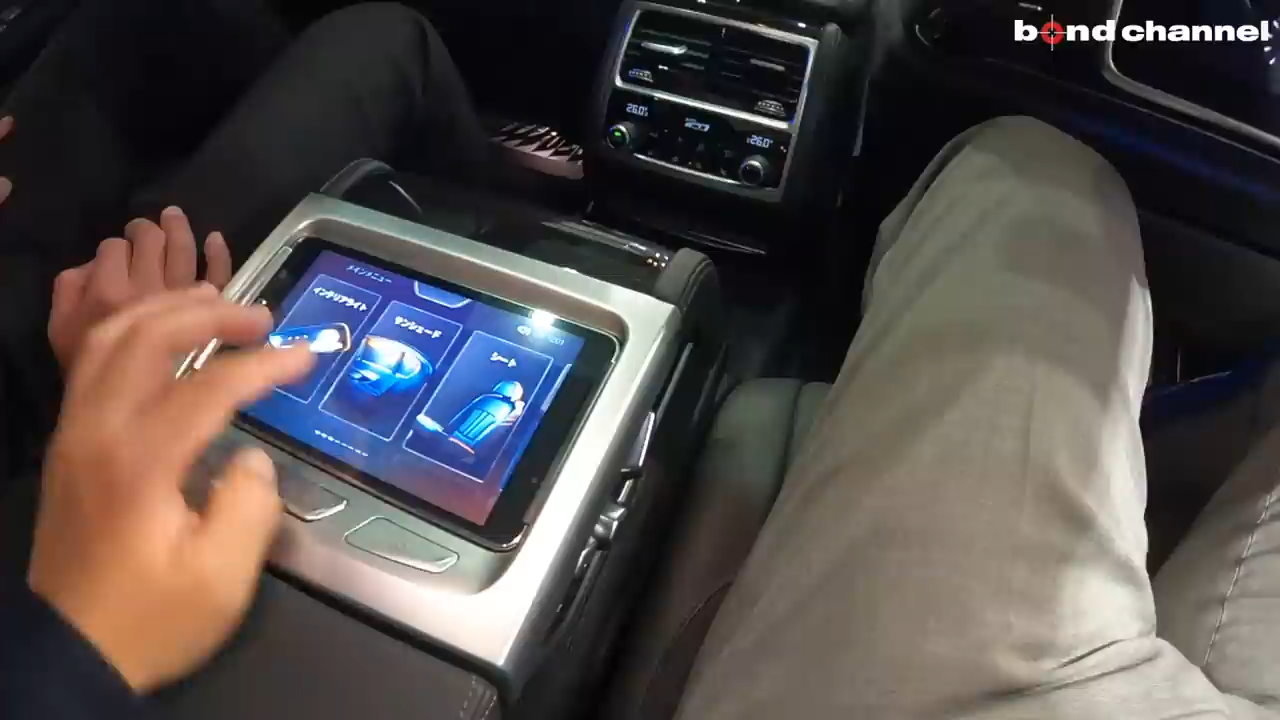 bond channel
26.0
26.0
メインメニュー
インテリアライト
サンシェード
シート